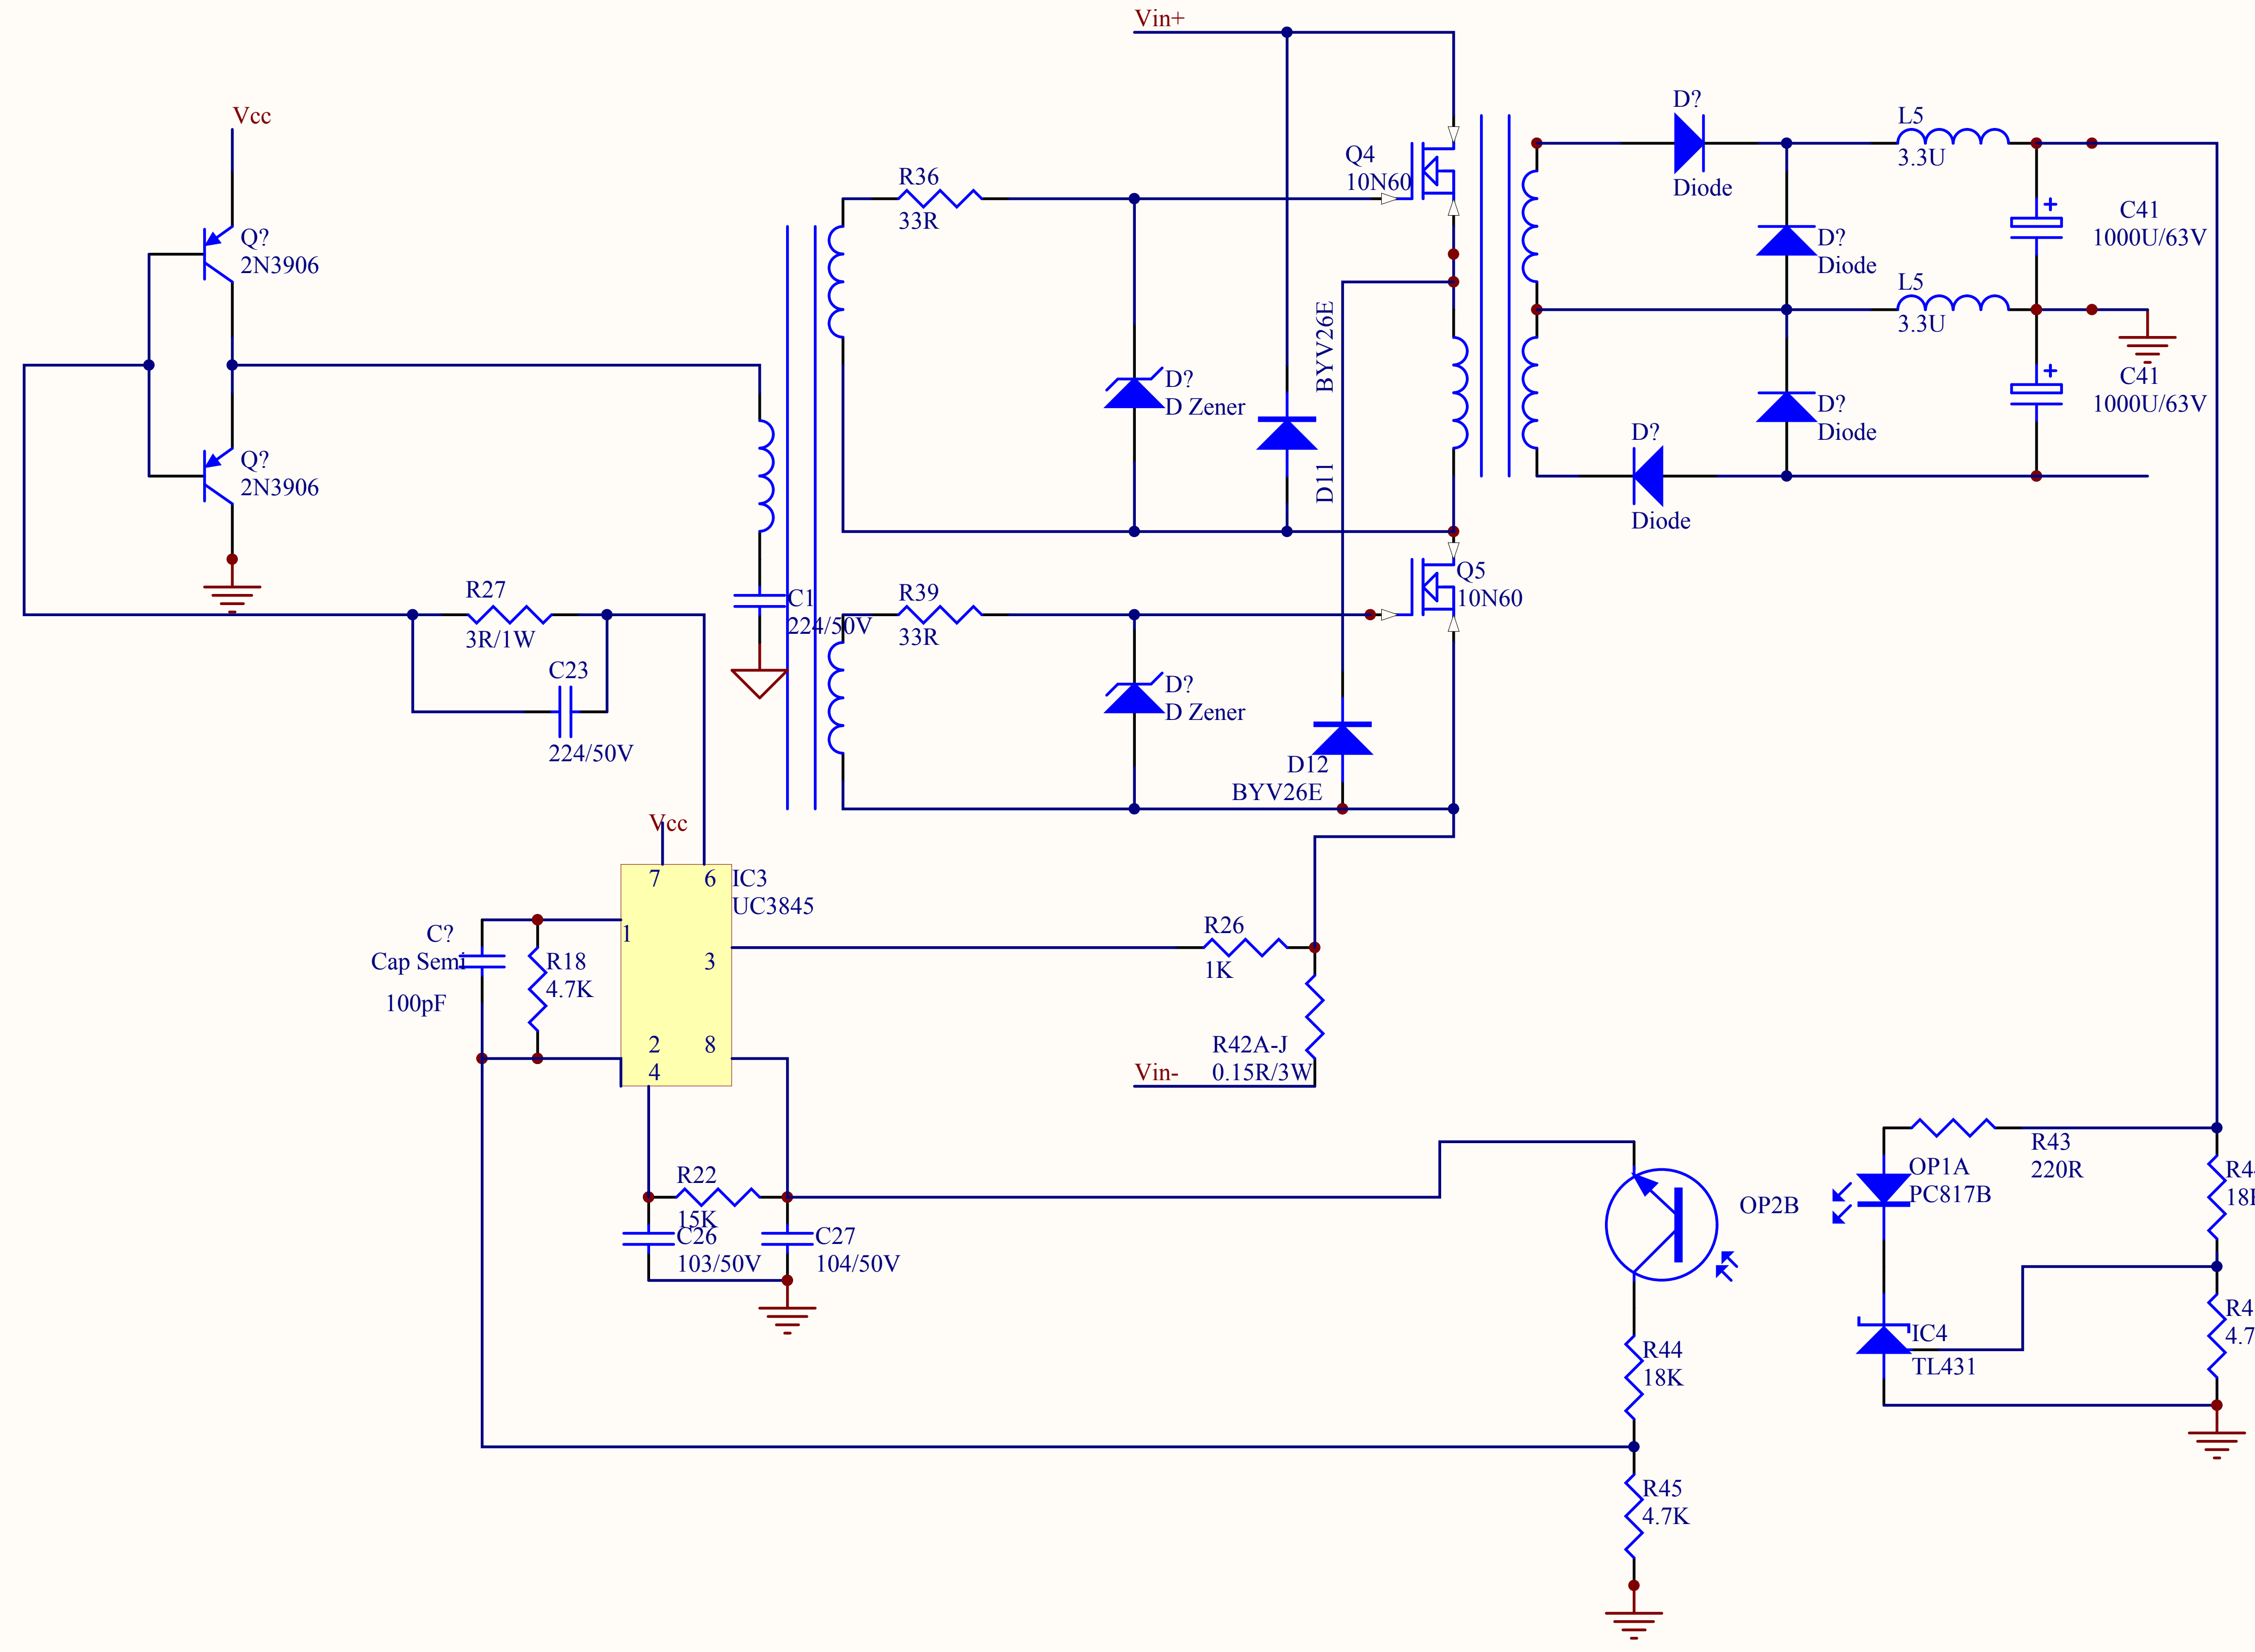 Vin+
Vcc
Q?
2N3906
Q?
2N3906
R36
33R
Q4
10N60
D?
Diode
L5
3.3U
D?
Diode
C41
1000U/63V
L5
3.3U
D?
Diode
C41
1000U/63V
D?
Diode
D?
D Zener
BYV26E
D11
Q5
10N60
R27
3R/1W
C23
224/50V
C1
224/50V
R39
33R
D?
D Zener
D12
BYV26E
Vcc
7
6
IC3
UC3845
1
3
2
8
4
C?
Cap Semi
100pF
R18
4.7K
R26
1K
R42A-J
0.15R/3W
Vin-
R22
15K
C26
103/50V
C27
104/50V
OP2B
OP1A
PC817B
R43
220R
IC4
TL431
R4
4.7
R44
18K
R45
4.7K